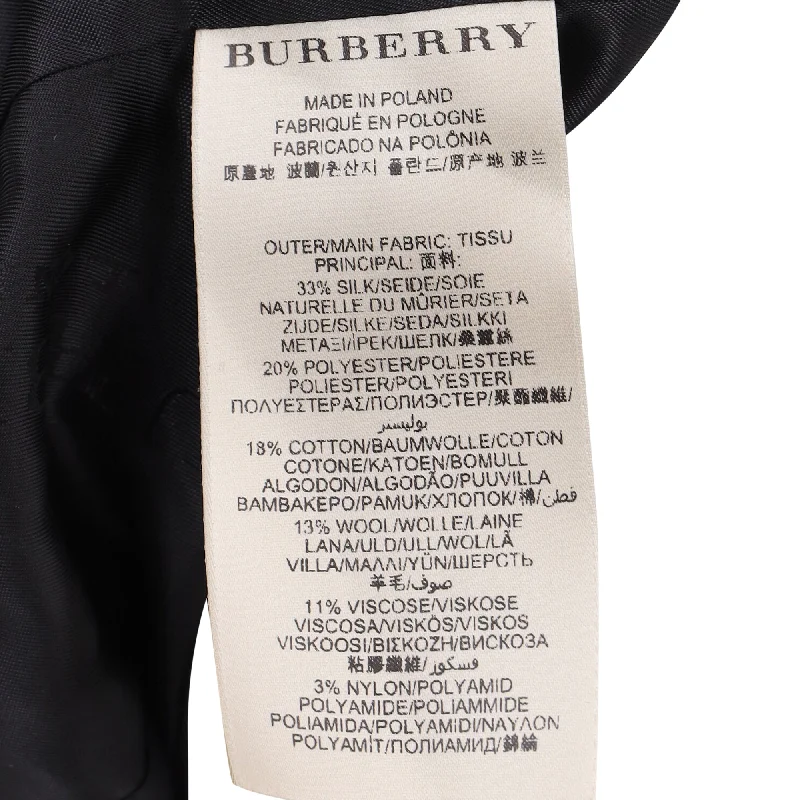 BURBERRY
MADE IN POLAND
FABRIQUÉ EN POLOGNE
FABRICADO NA POLÔNIA
原產地 波蘭/원산지 폴란드/原产地 波兰
OUTER/MAIN FABRIC: TISSU
PRINCIPAL: 面料:
33% SILK/SEIDE/SOIE
NATURELLE DU MÛRIER/SETA
ZIJDE/SILKE/SEDA/SILKKI
ΜΕΤΑΞΙ/İPEK/ШЕЛК/桑蠶絲
20% POLYESTER/POLIESTERE
POLIESTER/POLYESTERI
ΠΟΛΥΕΣΤΕΡΑΣ/ПОЛИЭСТЕР/聚酯纖維/
بوليستر
18% COTTON/BAUMWOLLE/COTON
COTONE/KATOEN/BOMULL
ALGODON/ALGODÃO/PUUVILLA
ΒΑΜΒΑΚΕΡΟ/PAMUK/ХЛОПОК/棉/قطن
13% WOOL/WOLLE/LAINE
LANA/ULD/ULL/WOL/LÃ
VILLA/ΜΑΛΛΙ/YÜN/ШЕРСТЬ
羊毛/صوف
11% VISCOSE/VISKOSE
VISCOSA/VISKÖS/VISKOS
VISKOOSI/ΒΙΣΚΟΖΗ/ВИСКОЗА
粘膠纖維/فسكوز
3% NYLON/POLYAMID
POLYAMIDE/POLIAMMIDE
POLIAMIDA/POLYAMIDI/ΝΑΥΛΟΝ
POLYAMİT/ПОЛИАМИД/錦綸